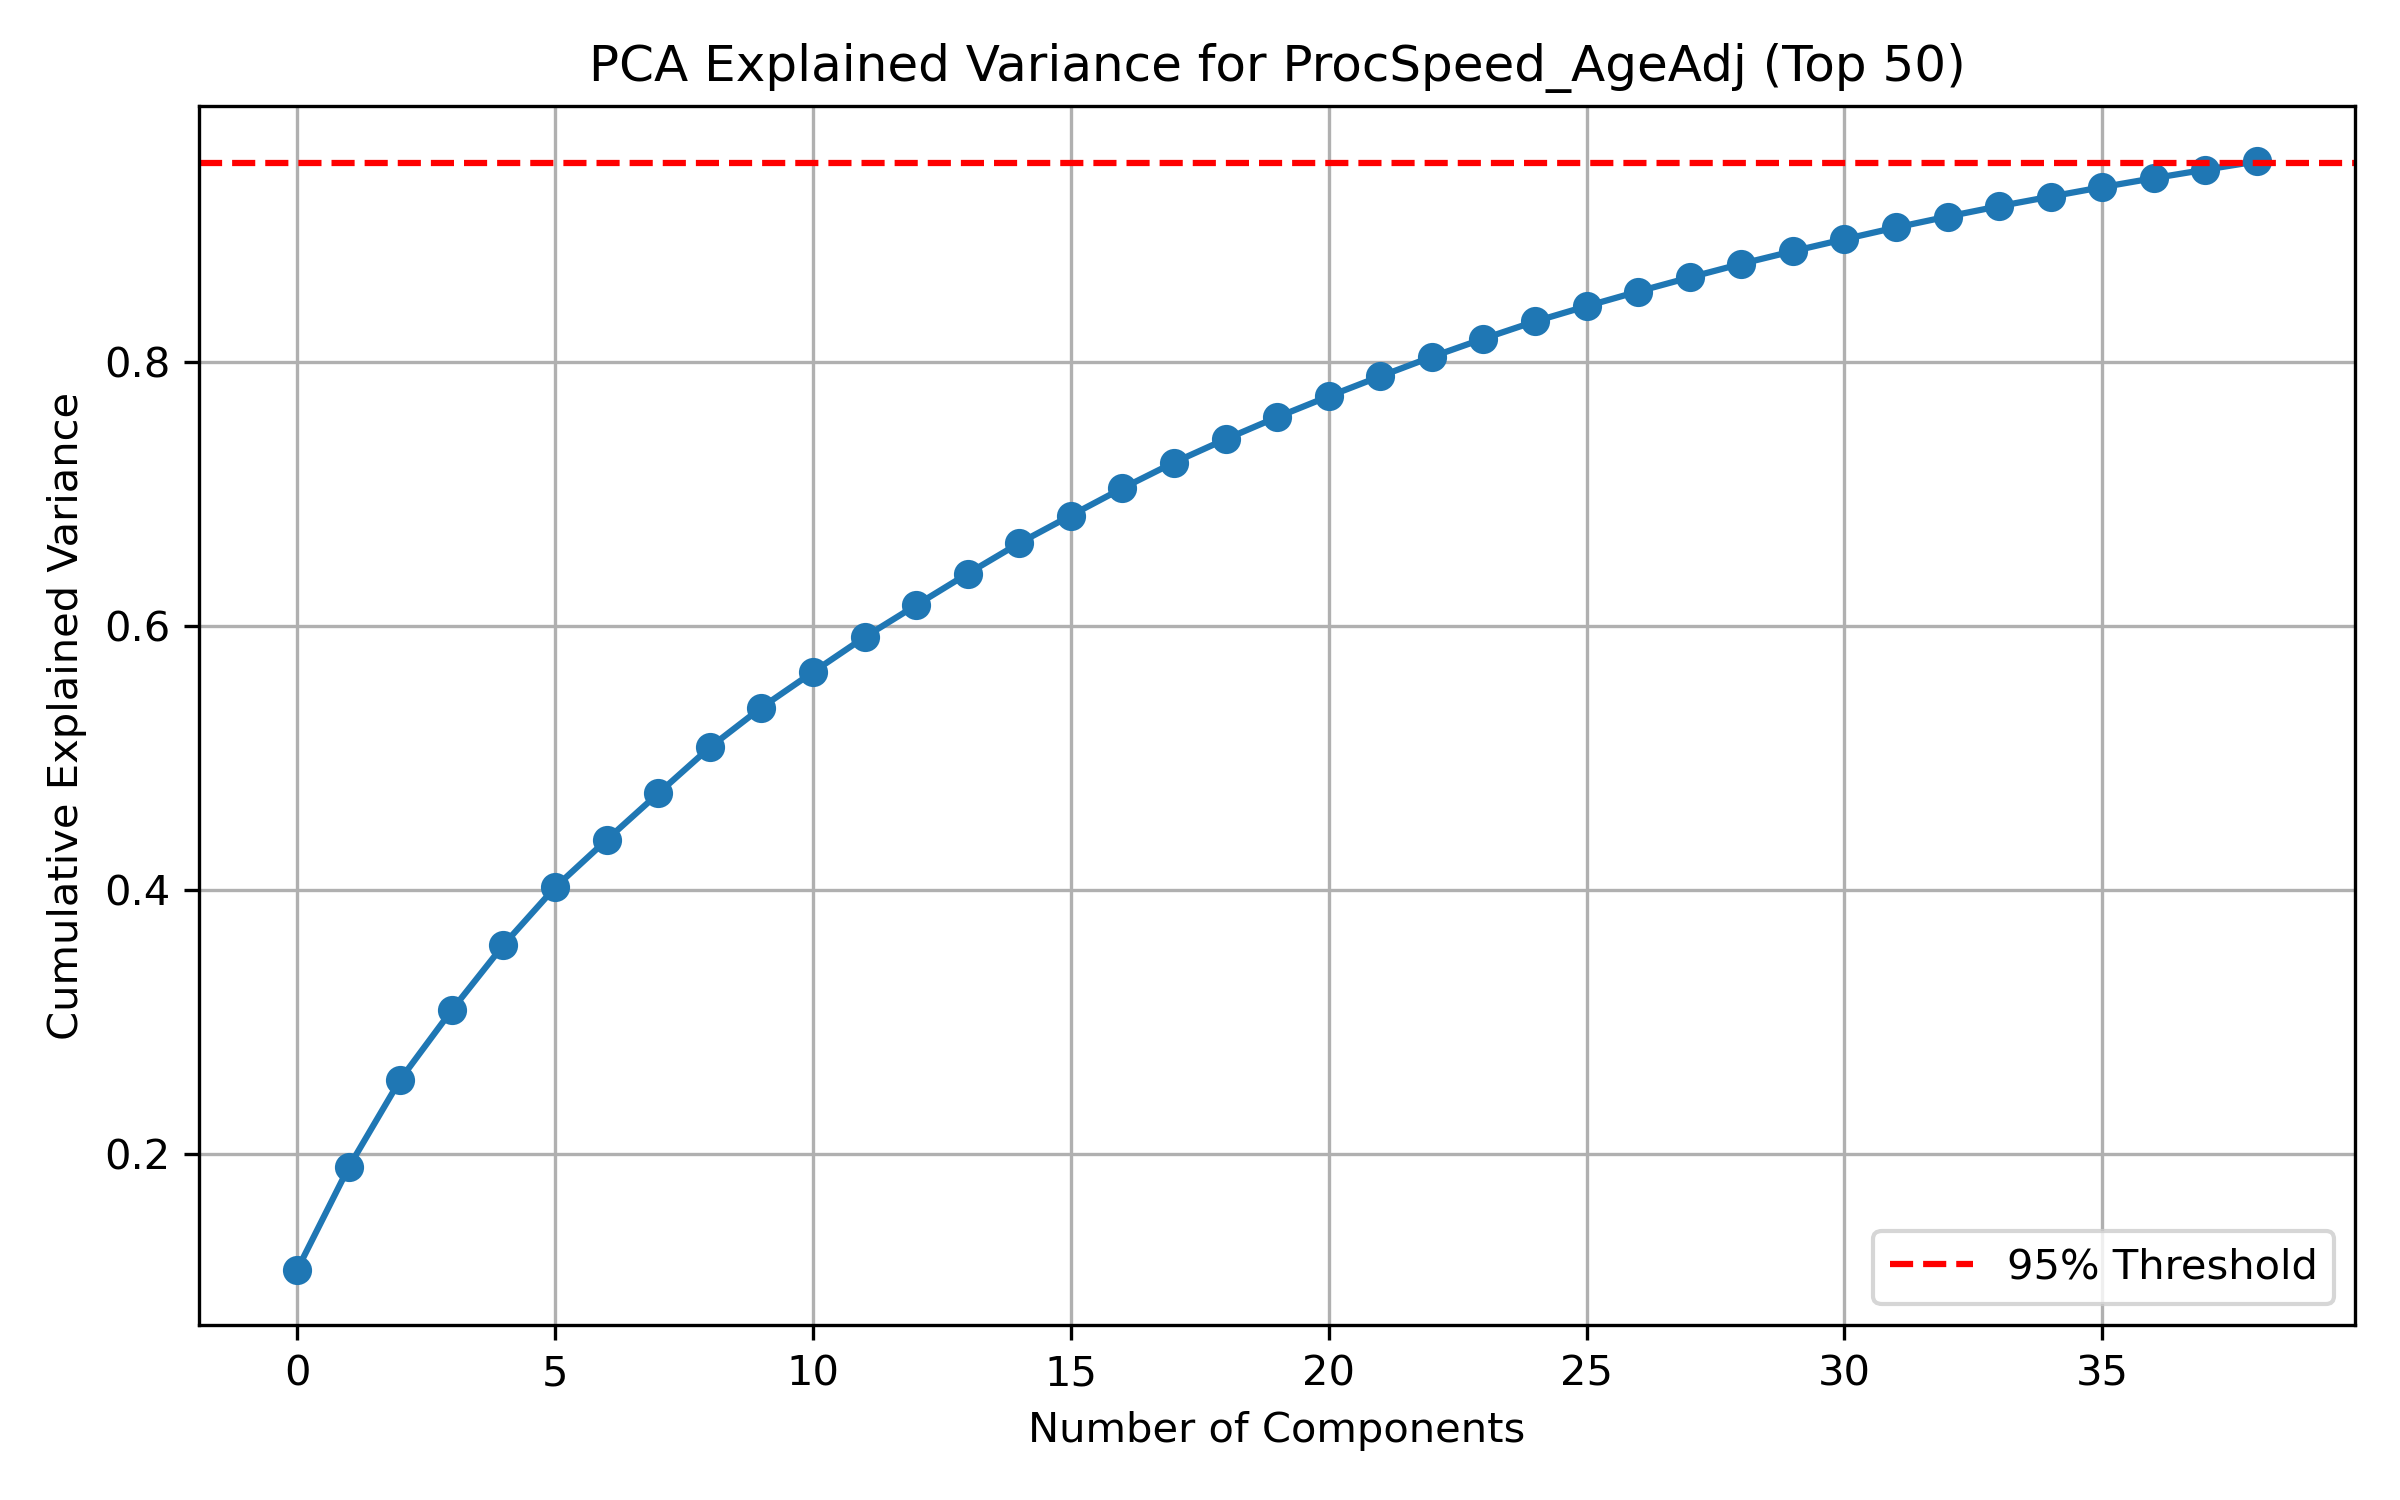 PCA Explained Variance for ProcSpeed_AgeAdj (Top 50)
Cumulative Explained Variance
0.8
0.6
0.4
0.2
95% Threshold
0 5 10 15 20 25 30 35
Number of Components